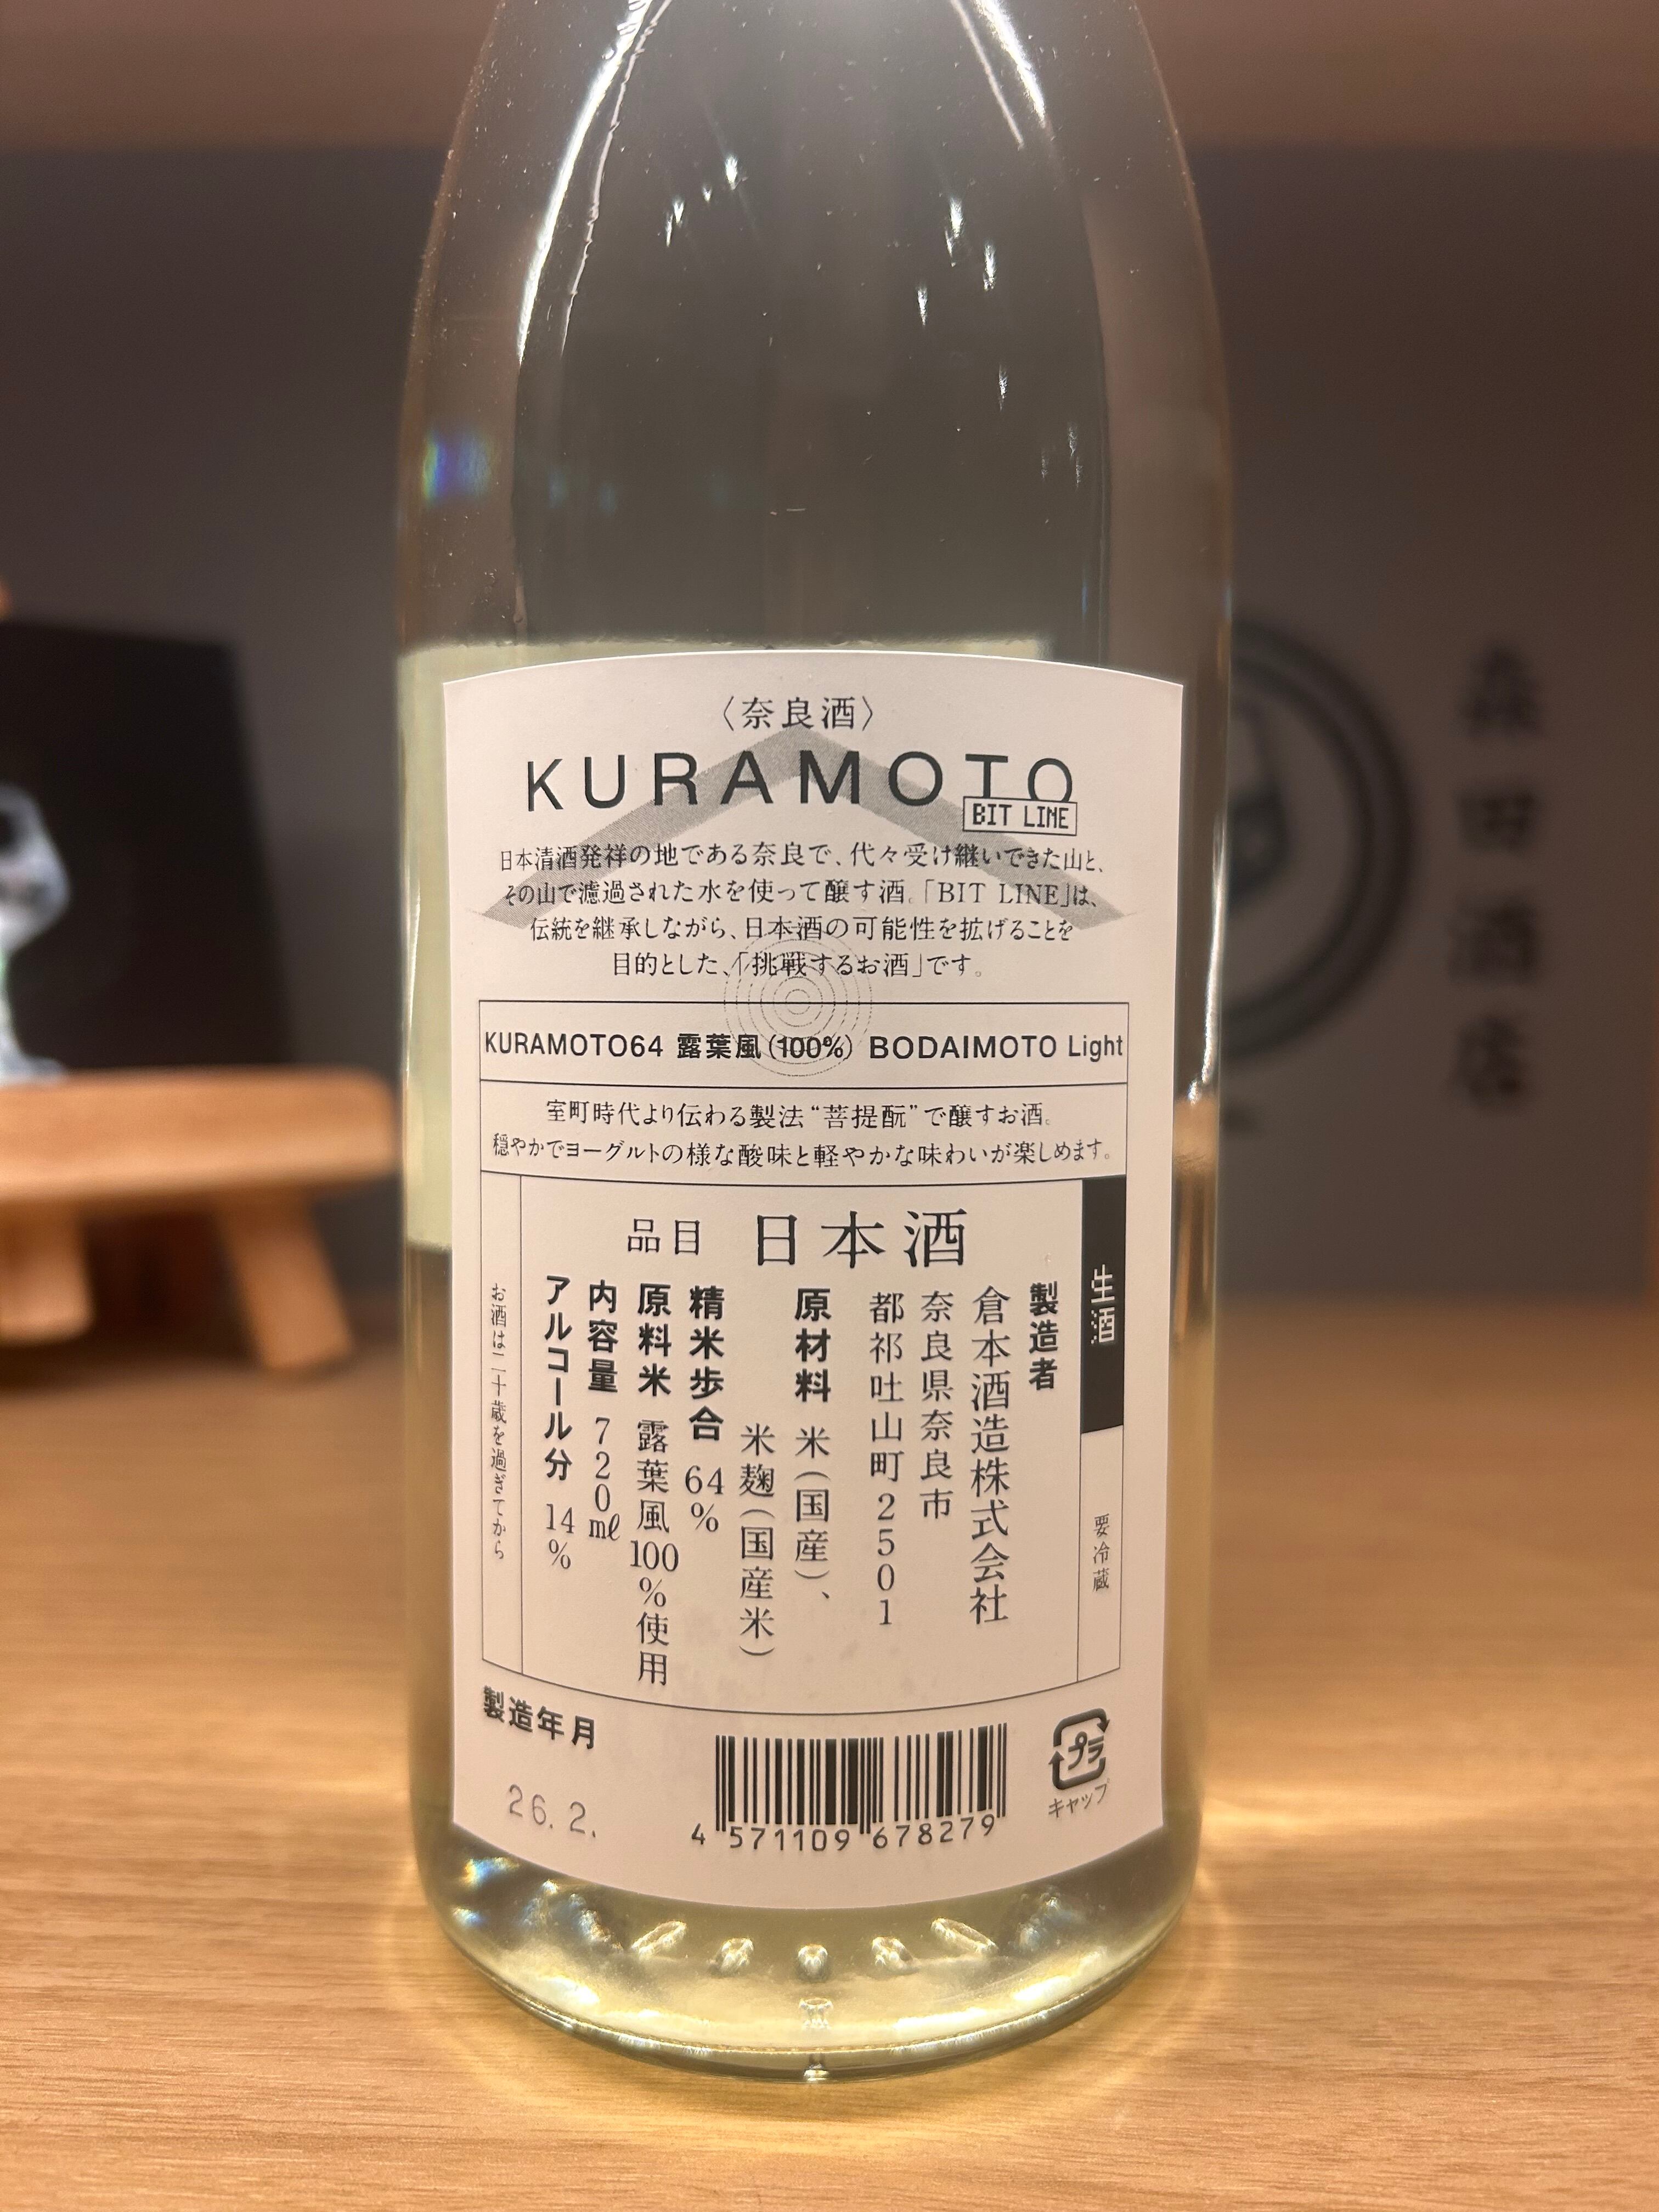 〈奈良酒〉
KURAMOTO
BIT LINE
日本清酒発祥の地である奈良で、代々受け継いできた山と、
その山で濾過された水を使って醸す酒。「BIT LINE」は、
伝統を継承しながら、日本酒の可能性を拡げることを
目的とした、「挑戦するお酒」です。
KURAMOTO64 露葉風(100%) BODAIMOTO Light
室町時代より伝わる製法“菩提酛”で醸すお酒。
穏やかでヨーグルトの様な酸味と軽やかな味わいが楽しめます。
品目 日本酒
生酒
要冷蔵
製造者
倉本酒造株式会社
奈良県奈良市
都祁吐山町2501
原材料 米(国産)、
米麹(国産米)
精米歩合 64%
原料米 露葉風100%使用
内容量 720㎖
アルコール分 14%
お酒は二十歳を過ぎてから
製造年月
26. 2.
4 571109 678279
プラ
キャップ
森田酒店